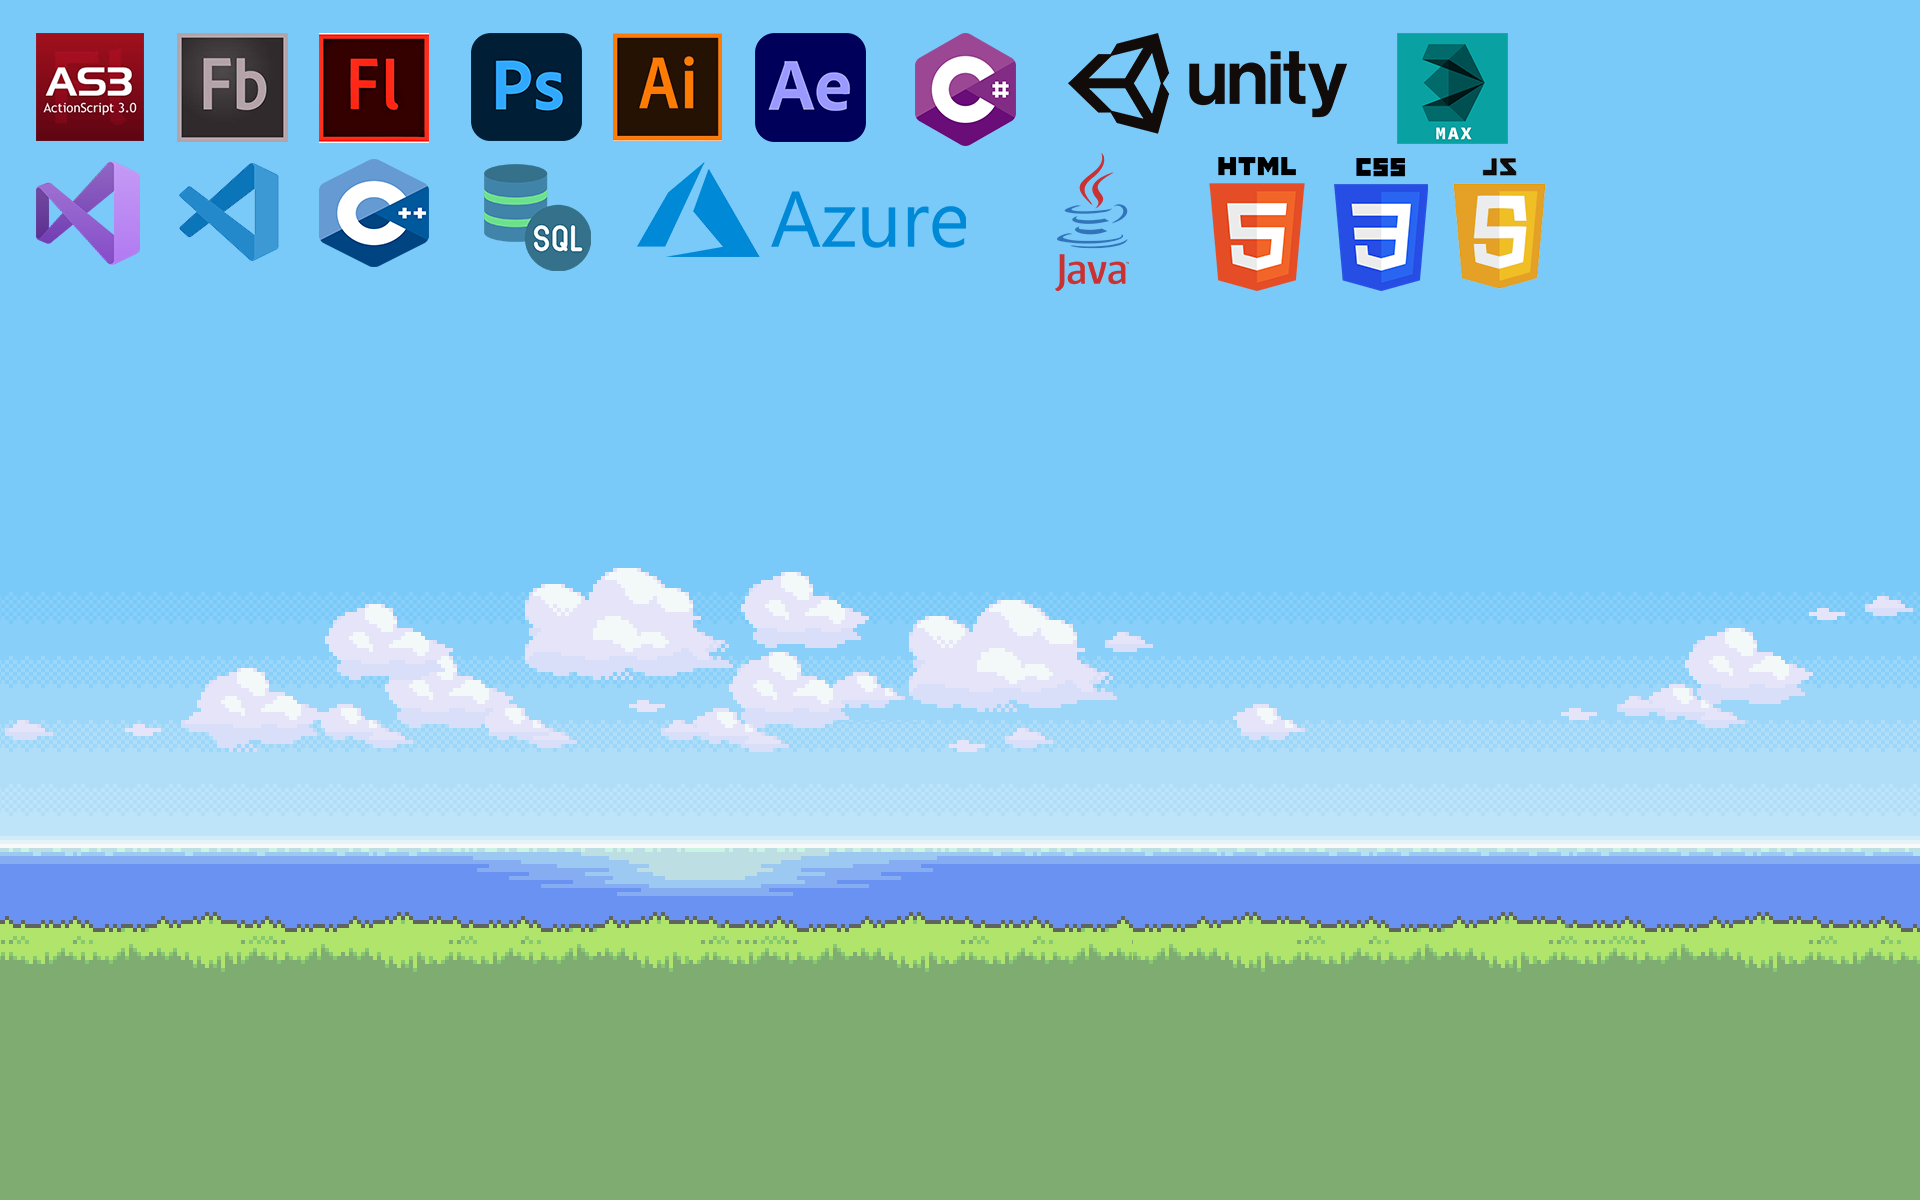 AS3
ActionScript 3.0
Fb
Fl
Ps
Ai
Ae
C#
unity
MAX
C++
SQL
Azure
Java
HTML
5
CSS
3
JS
5